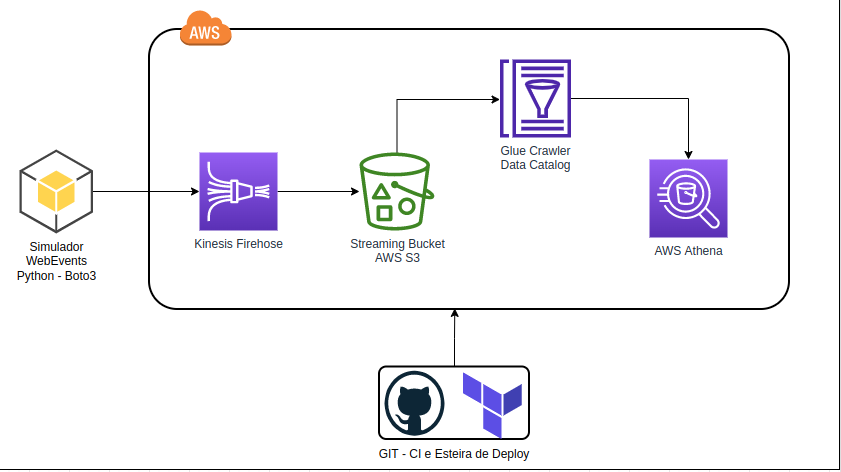 AWS
Glue Crawler
Data Catalog
Simulador
WebEvents
Python - Boto3
Kinesis Firehose
Streaming Bucket
AWS S3
AWS Athena
GIT - CI e Esteira de Deploy